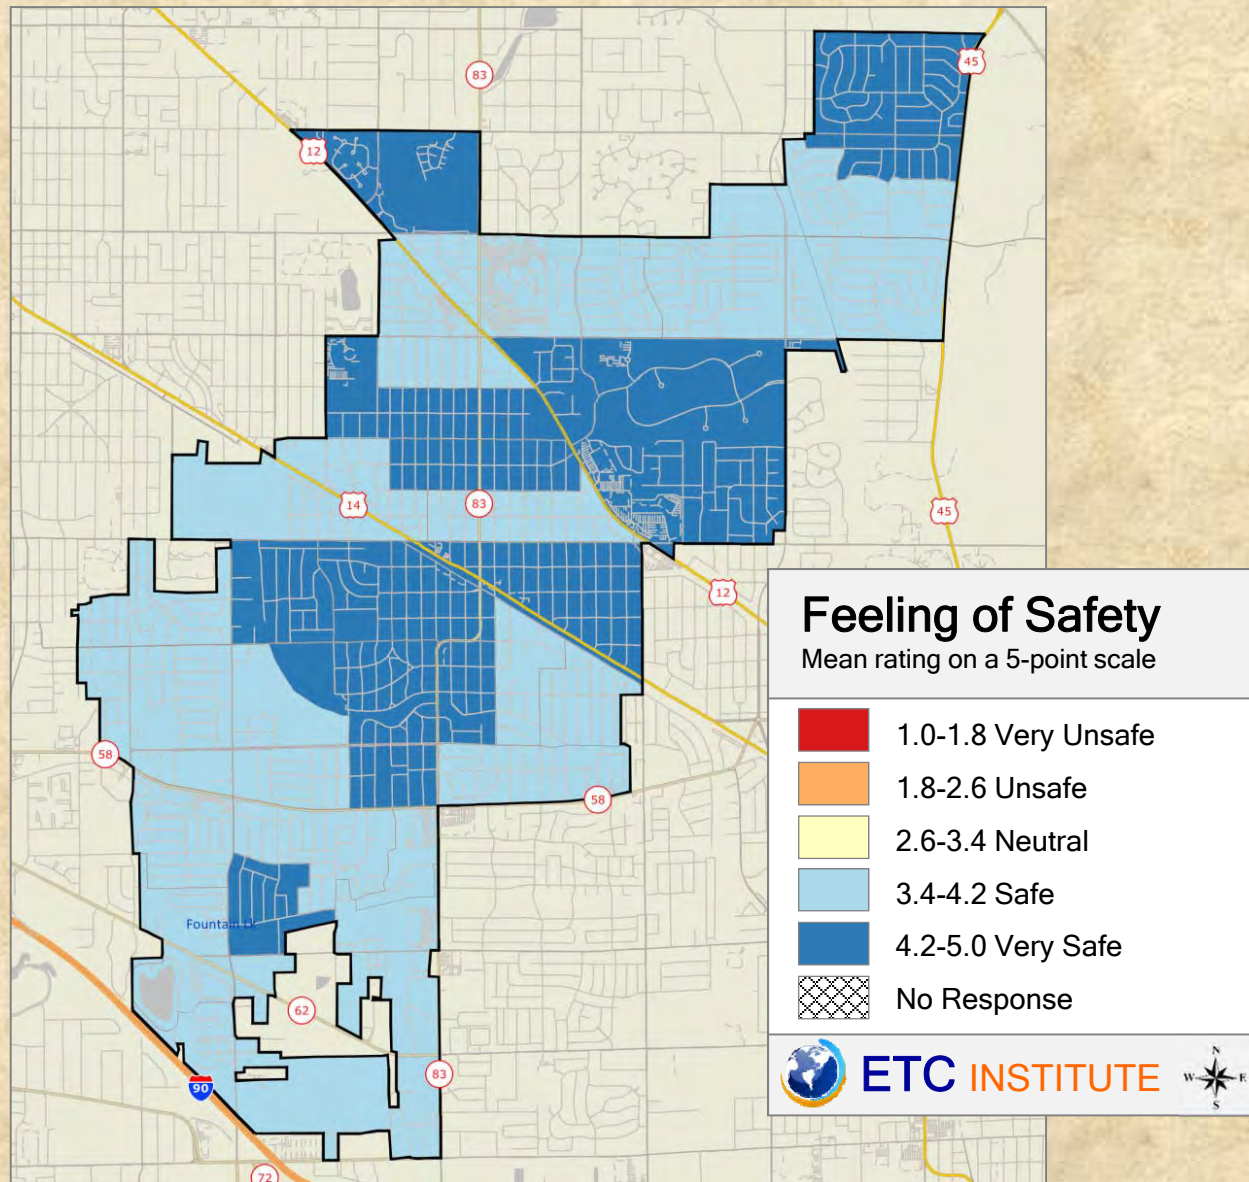 83
45
12
14
83
45
12
58
58
Fountain Lk
62
83
90
72
Feeling of Safety
Mean rating on a 5-point scale
1.0-1.8 Very Unsafe
1.8-2.6 Unsafe
2.6-3.4 Neutral
3.4-4.2 Safe
4.2-5.0 Very Safe
No Response
ETC INSTITUTE
N
W E
S